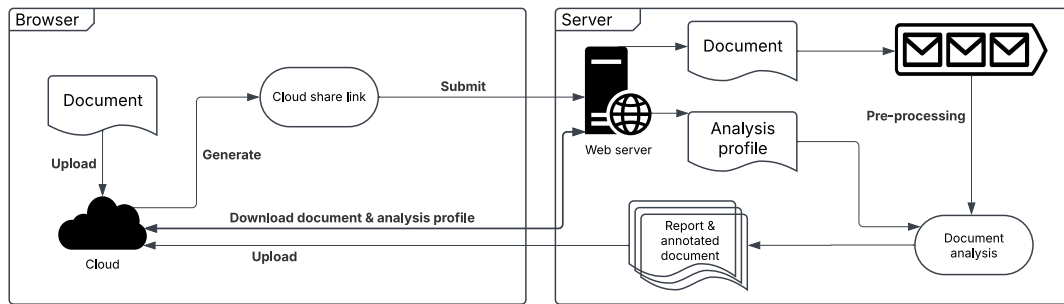 Browser
Server
Document
Cloud share link
Submit
Document
Web server
Pre-processing
Upload
Generate
Analysis
profile
Download document & analysis profile
Cloud
Upload
Report &
annotated
document
Document
analysis